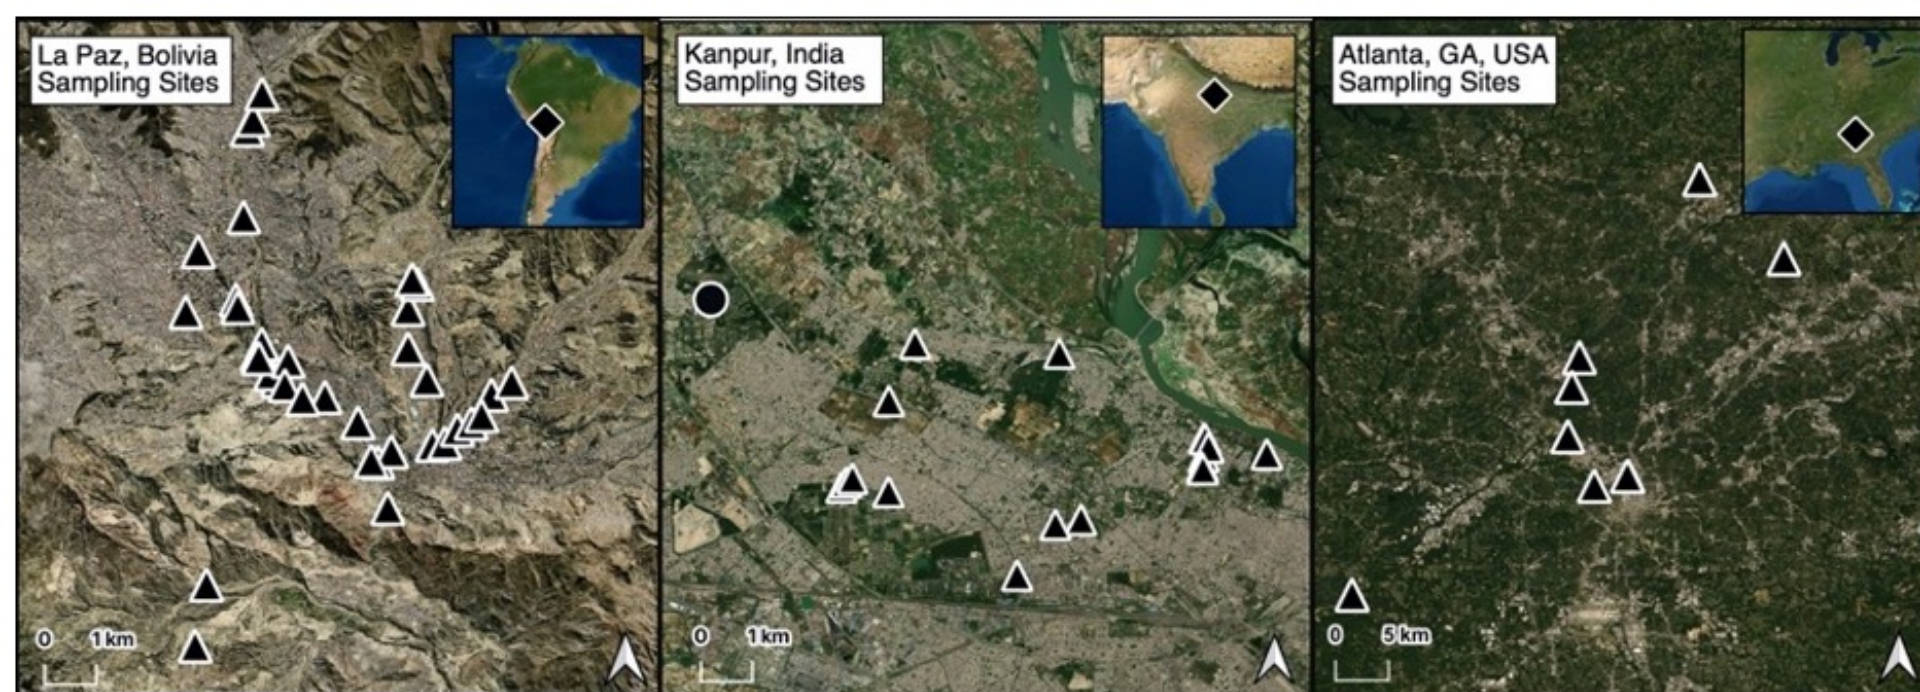 La Paz, Bolivia
Sampling Sites
0 1 km
Kanpur, India
Sampling Sites
0 1 km
Atlanta, GA, USA
Sampling Sites
0 5 km